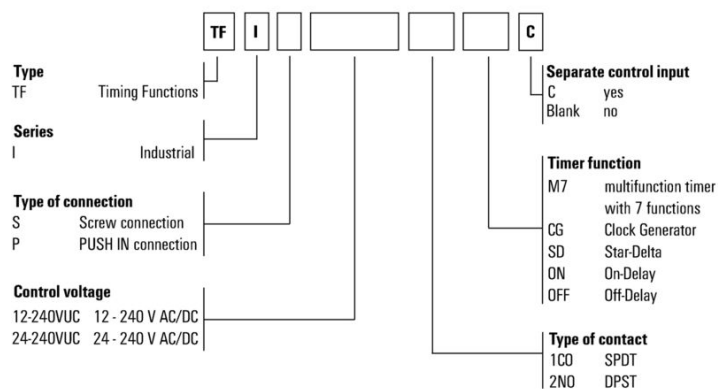 TF I C
Type
TF Timing Functions
Series
I Industrial
Type of connection
S Screw connection
P PUSH IN connection
Control voltage
12-240VUC 12 - 240 V AC/DC
24-240VUC 24 - 240 V AC/DC
Separate control input
C yes
Blank no
Timer function
M7 multifunction timer
with 7 functions
CG Clock Generator
SD Star-Delta
ON On-Delay
OFF Off-Delay
Type of contact
1CO SPDT
2NO DPST